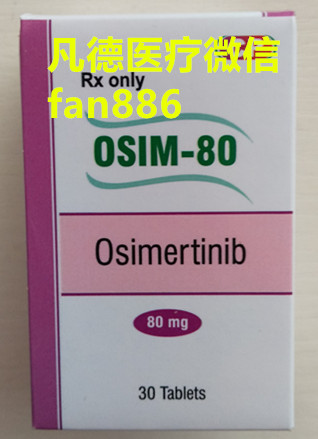 凡德医疗微信
fan886
Rx only
OSIM-80
Osimertinib
80 mg
30 Tablets